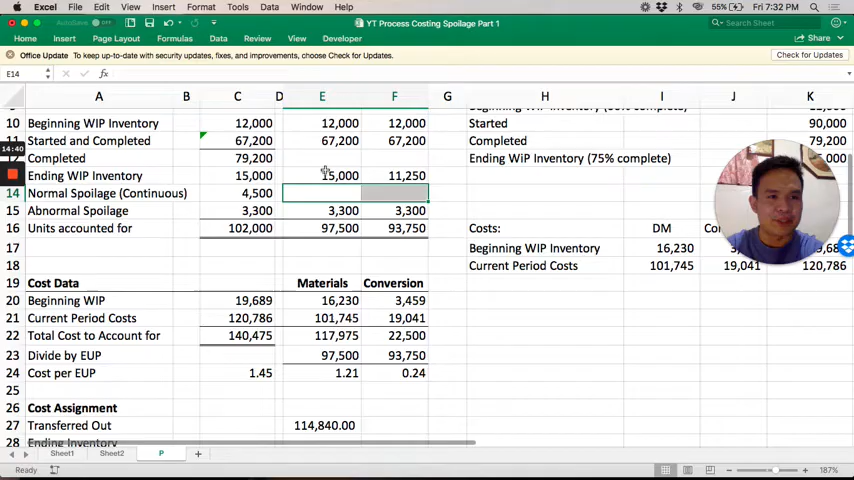 Excel File Edit View Insert Format Tools Data Window Help 55% Fri Aug 7 7:32 PM
AutoSave OFF YT Process Costing Spoilage Part 1 Search Sheet
Home Insert Page Layout Formulas Data Review View Developer Share
Office Update To keep up-to-date with security updates, fixes, and improvements, choose Check for Updates. Check for Updates
E14 fx
A B C D E F G H I J K
90,000
10 Beginning WIP Inventory 12,000 12,000 12,000 Started 90,000
11 Started and Completed 67,200 67,200 67,200 Completed 79,200
14:40
Completed 79,200 Ending WiP Inventory (75% complete)
Ending WIP Inventory 15,000 15,000 11,250
14 Normal Spoilage (Continuous) 4,500
15 Abnormal Spoilage 3,300 3,300 3,300
16 Units accounted for 102,000 97,500 93,750 Costs: DM
17 Beginning WIP Inventory 16,230
18 Current Period Costs 101,745 19,041 120,786
19 Cost Data Materials Conversion
20 Beginning WIP 19,689 16,230 3,459
21 Current Period Costs 120,786 101,745 19,041
22 Total Cost to Account for 140,475 117,975 22,500
23 Divide by EUP 97,500 93,750
24 Cost per EUP 1.45 1.21 0.24
25
26 Cost Assignment
27 Transferred Out 114,840.00
28 Ending Inventory
Sheet1 Sheet2 P +
Ready 187%